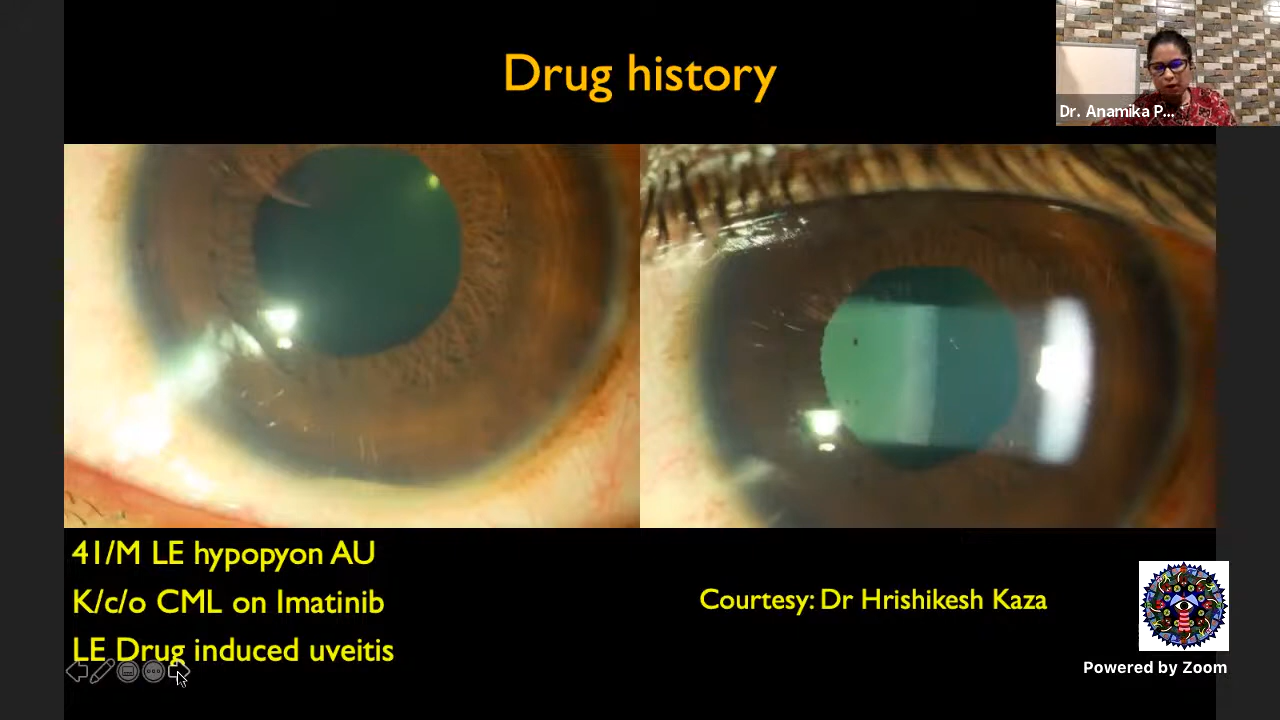 Drug history
Dr. Anamika P...
41/M LE hypopyon AU
K/c/o CML on Imatinib
LE Drug induced uveitis
Courtesy: Dr Hrishikesh Kaza
Powered by Zoom